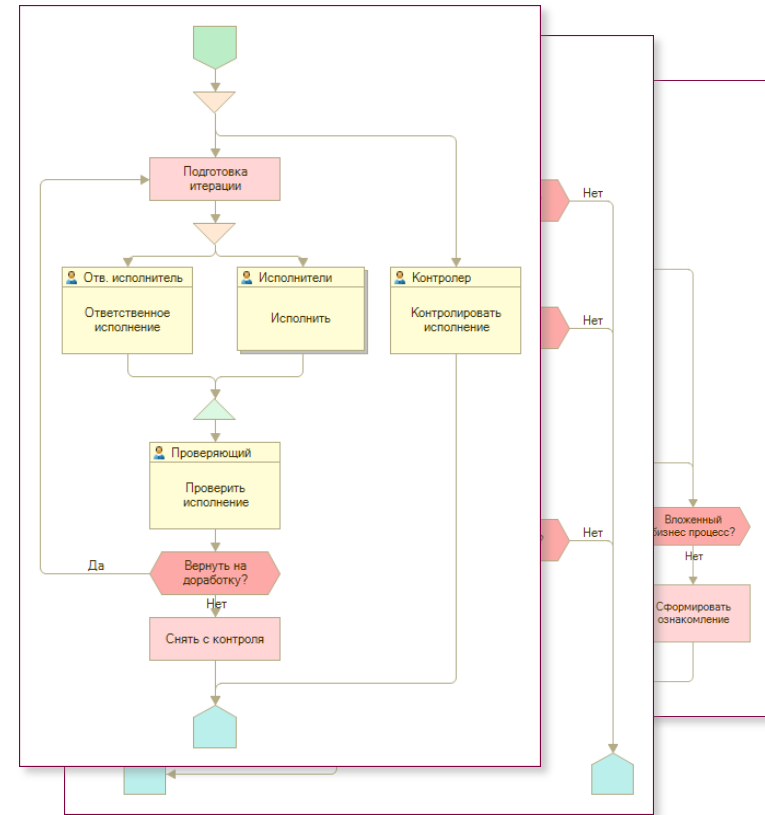 Подготовка
итерации
Отв. исполнитель
Исполнители
Контролер
Ответственное
исполнение
Исполнить
Контролировать
исполнение
Проверяющий
Проверить
исполнение
Да
Вернуть на
доработку?
Нет
Снять с контроля
Нет
Нет
?
Нет
Вложенный
бизнес процесс?
Нет
Сформировать
ознакомление